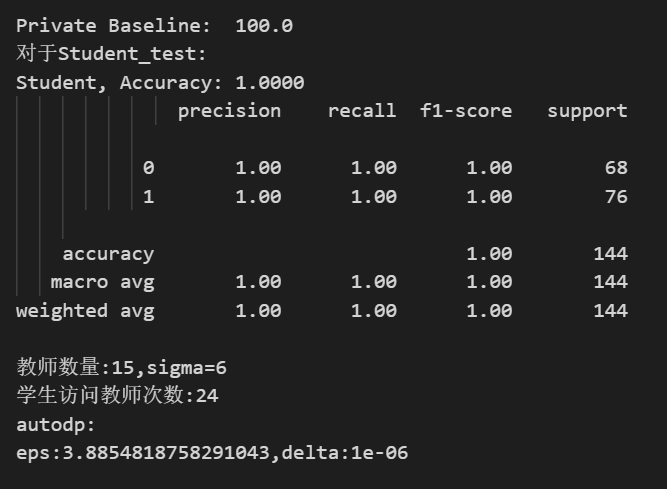 Private Baseline:  100.0
对于Student_test:
Student, Accuracy: 1.0000
precision    recall  f1-score   support
0       1.00      1.00      1.00        68
1       1.00      1.00      1.00        76
accuracy                           1.00       144
macro avg       1.00      1.00      1.00       144
weighted avg       1.00      1.00      1.00       144
教师数量:15,sigma=6
学生访问教师次数:24
autodp:
eps:3.8854818758291043,delta:1e-06